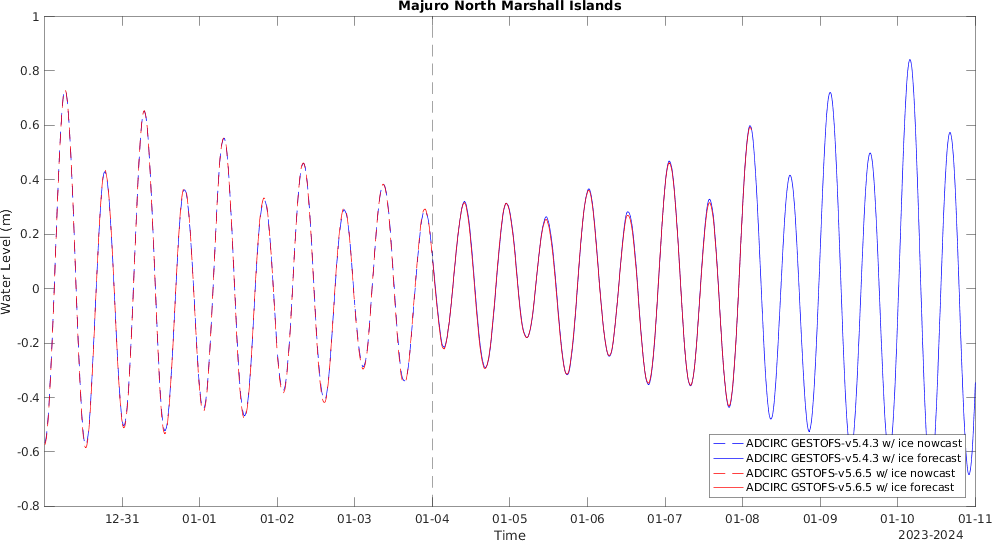 Majuro North Marshall Islands
Water Level (m)
1
0.8
0.6
0.4
0.2
0
-0.2
-0.4
-0.6
-0.8
ADCIRC GESTOFS-v5.4.3 w/ ice nowcast
ADCIRC GESTOFS-v5.4.3 w/ ice forecast
ADCIRC GSTOFS-v5.6.5 w/ ice nowcast
ADCIRC GSTOFS-v5.6.5 w/ ice forecast
12-31 01-01 01-02 01-03 01-04 01-05 01-06 01-07 01-08 01-09 01-10 01-11
Time
2023-2024